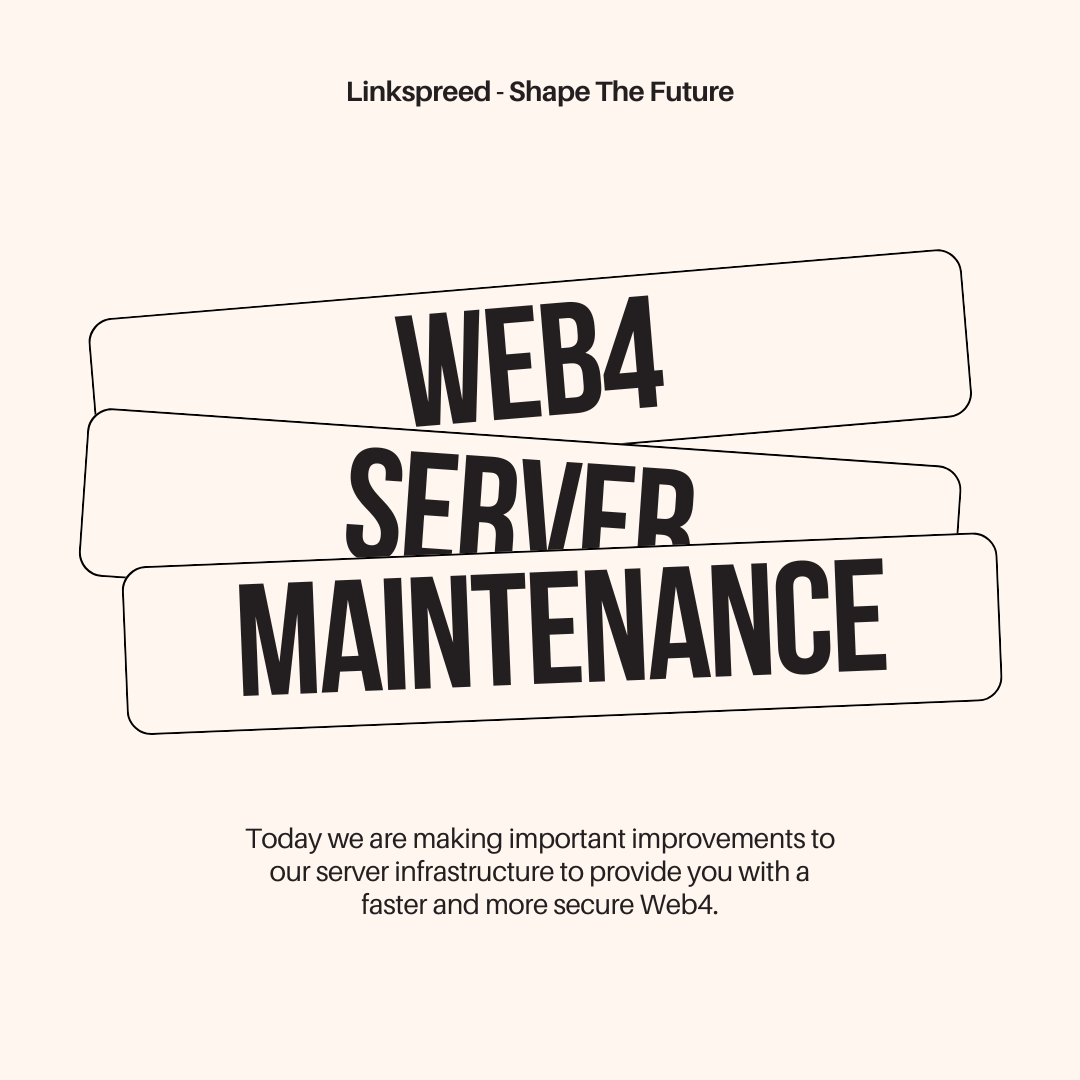 Linkspreed - Shape The Future
WEB4
SERVER
MAINTENANCE
Today we are making important improvements to
our server infrastructure to provide you with a
faster and more secure Web4.